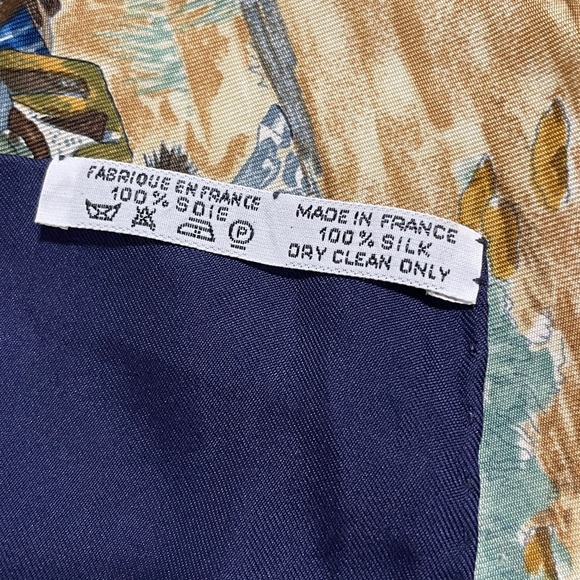 FABRIQUE EN FRANCE
100% SOIE
P
MADE IN FRANCE
100% SILK
DRY CLEAN ONLY